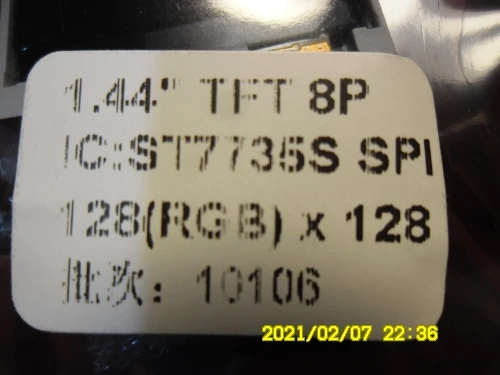 1.44" TFT 8P
IC:ST7735S SPI
128(RGB) x 128
批次：10106
2021/02/07 22:36